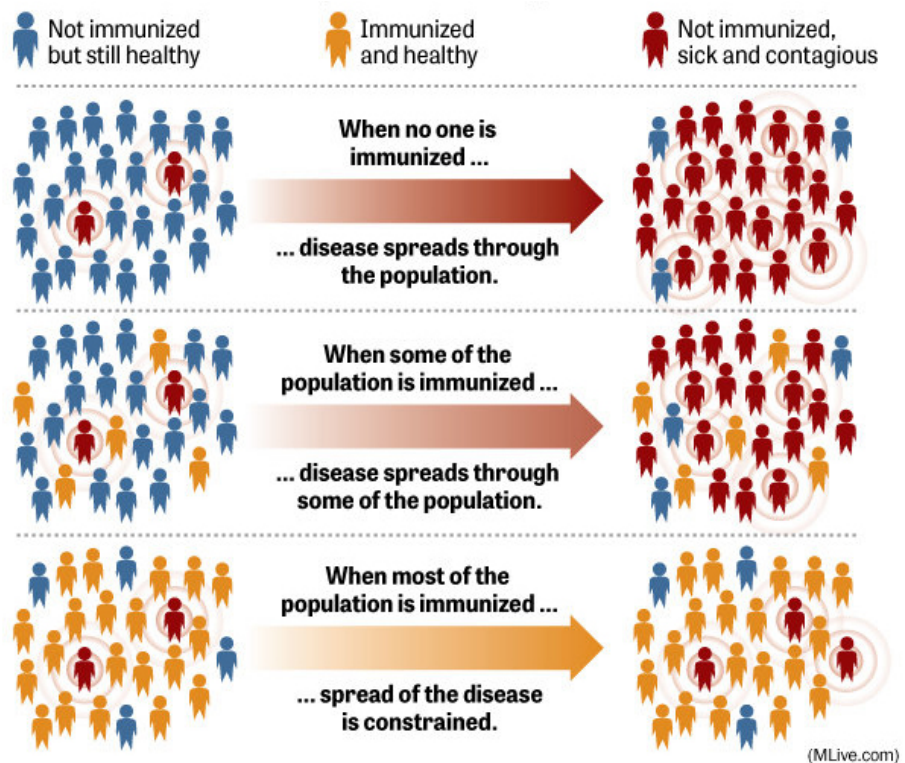 Not immunized
but still healthy
Immunized
and healthy
Not immunized,
sick and contagious
When no one is
immunized ...
... disease spreads through
the population.
When some of the
population is immunized ...
... disease spreads through
some of the population.
When most of the
population is immunized ...
... spread of the disease
is constrained.
(MLive.com)